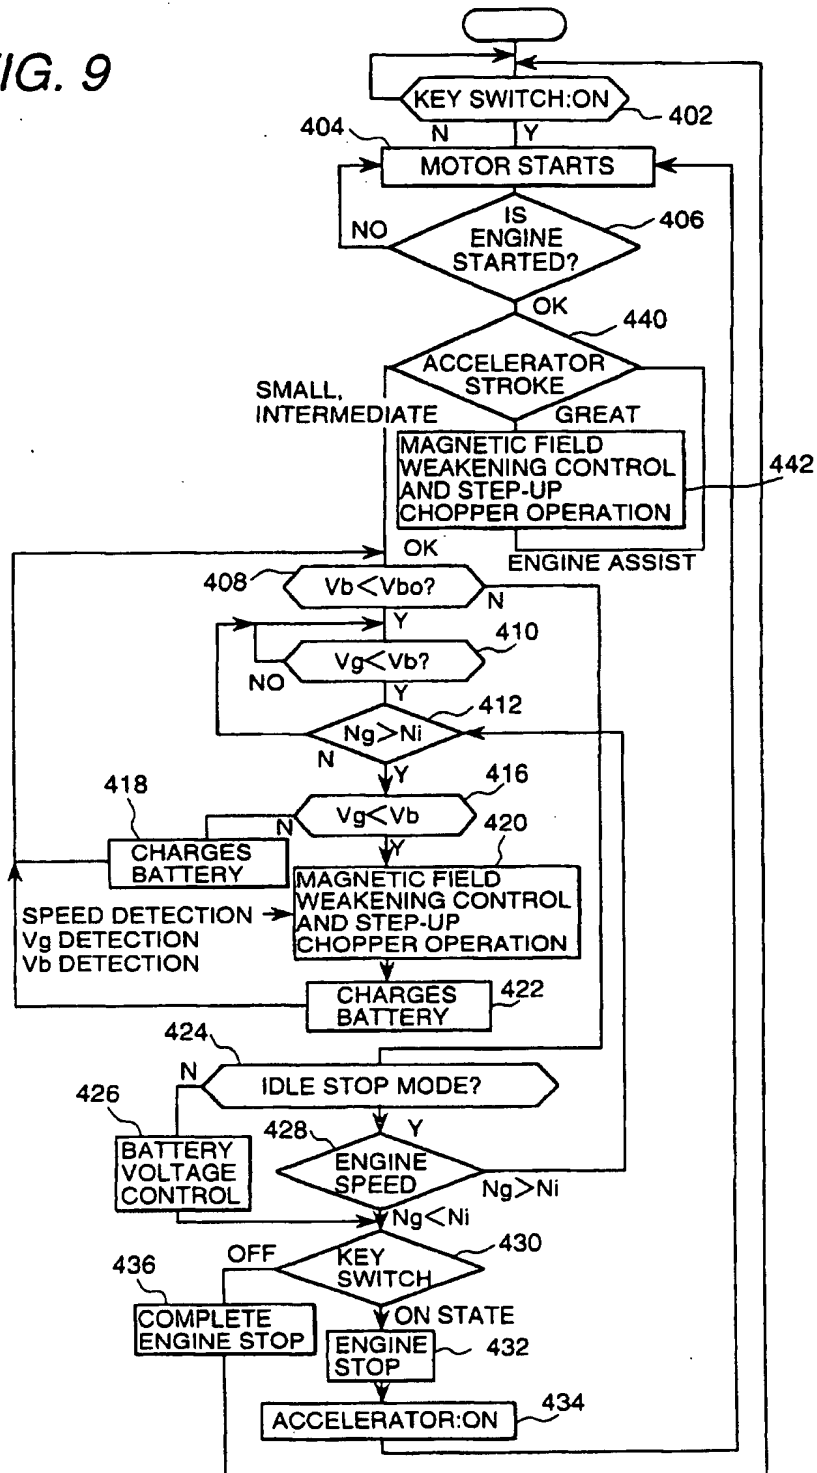 IG. 9
KEY SWITCH:ON
402
N
Y
404
MOTOR STARTS
IS
ENGINE
STARTED?
406
NO
OK
440
ACCELERATOR
STROKE
SMALL,
INTERMEDIATE
GREAT
MAGNETIC FIELD
WEAKENING CONTROL
AND STEP-UP
CHOPPER OPERATION
442
OK
ENGINE ASSIST
408
Vb<Vbo?
N
Y
410
Vg<Vb?
NO
Y
412
Ng>Ni
N
Y
416
418
Vg<Vb
N
Y
420
CHARGES
BATTERY
MAGNETIC FIELD
WEAKENING CONTROL
AND STEP-UP
CHOPPER OPERATION
SPEED DETECTION
Vg DETECTION
Vb DETECTION
CHARGES
BATTERY
422
424
N
IDLE STOP MODE?
426
428
Y
BATTERY
VOLTAGE
CONTROL
ENGINE
SPEED
Ng>Ni
Ng<Ni
OFF
430
KEY
SWITCH
436
COMPLETE
ENGINE STOP
ON STATE
ENGINE
STOP
432
ACCELERATOR:ON
434